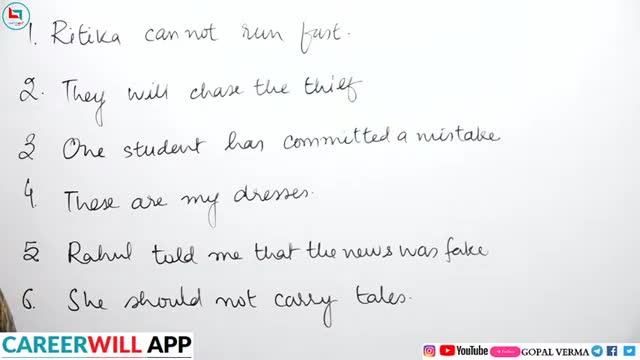 1. Ritika can not run fast.
2. They will chase the thief
3 One student has committed a mistake
4. These are my dresses.
5 Rahul told me that the news was fake
6. She should not carry tales.
CAREERWILL APP
YouTube GOPAL VERMA